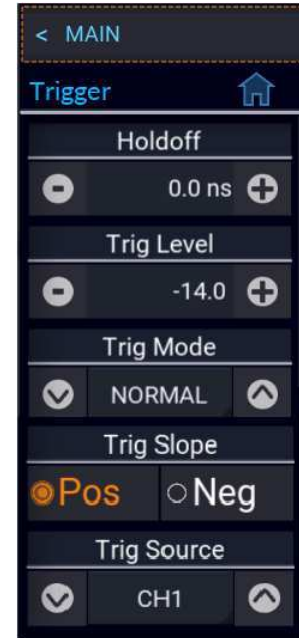 < MAIN
Trigger
Holdoff
0.0 ns
Trig Level
-14.0
Trig Mode
NORMAL
Trig Slope
Pos Neg
Trig Source
CH1